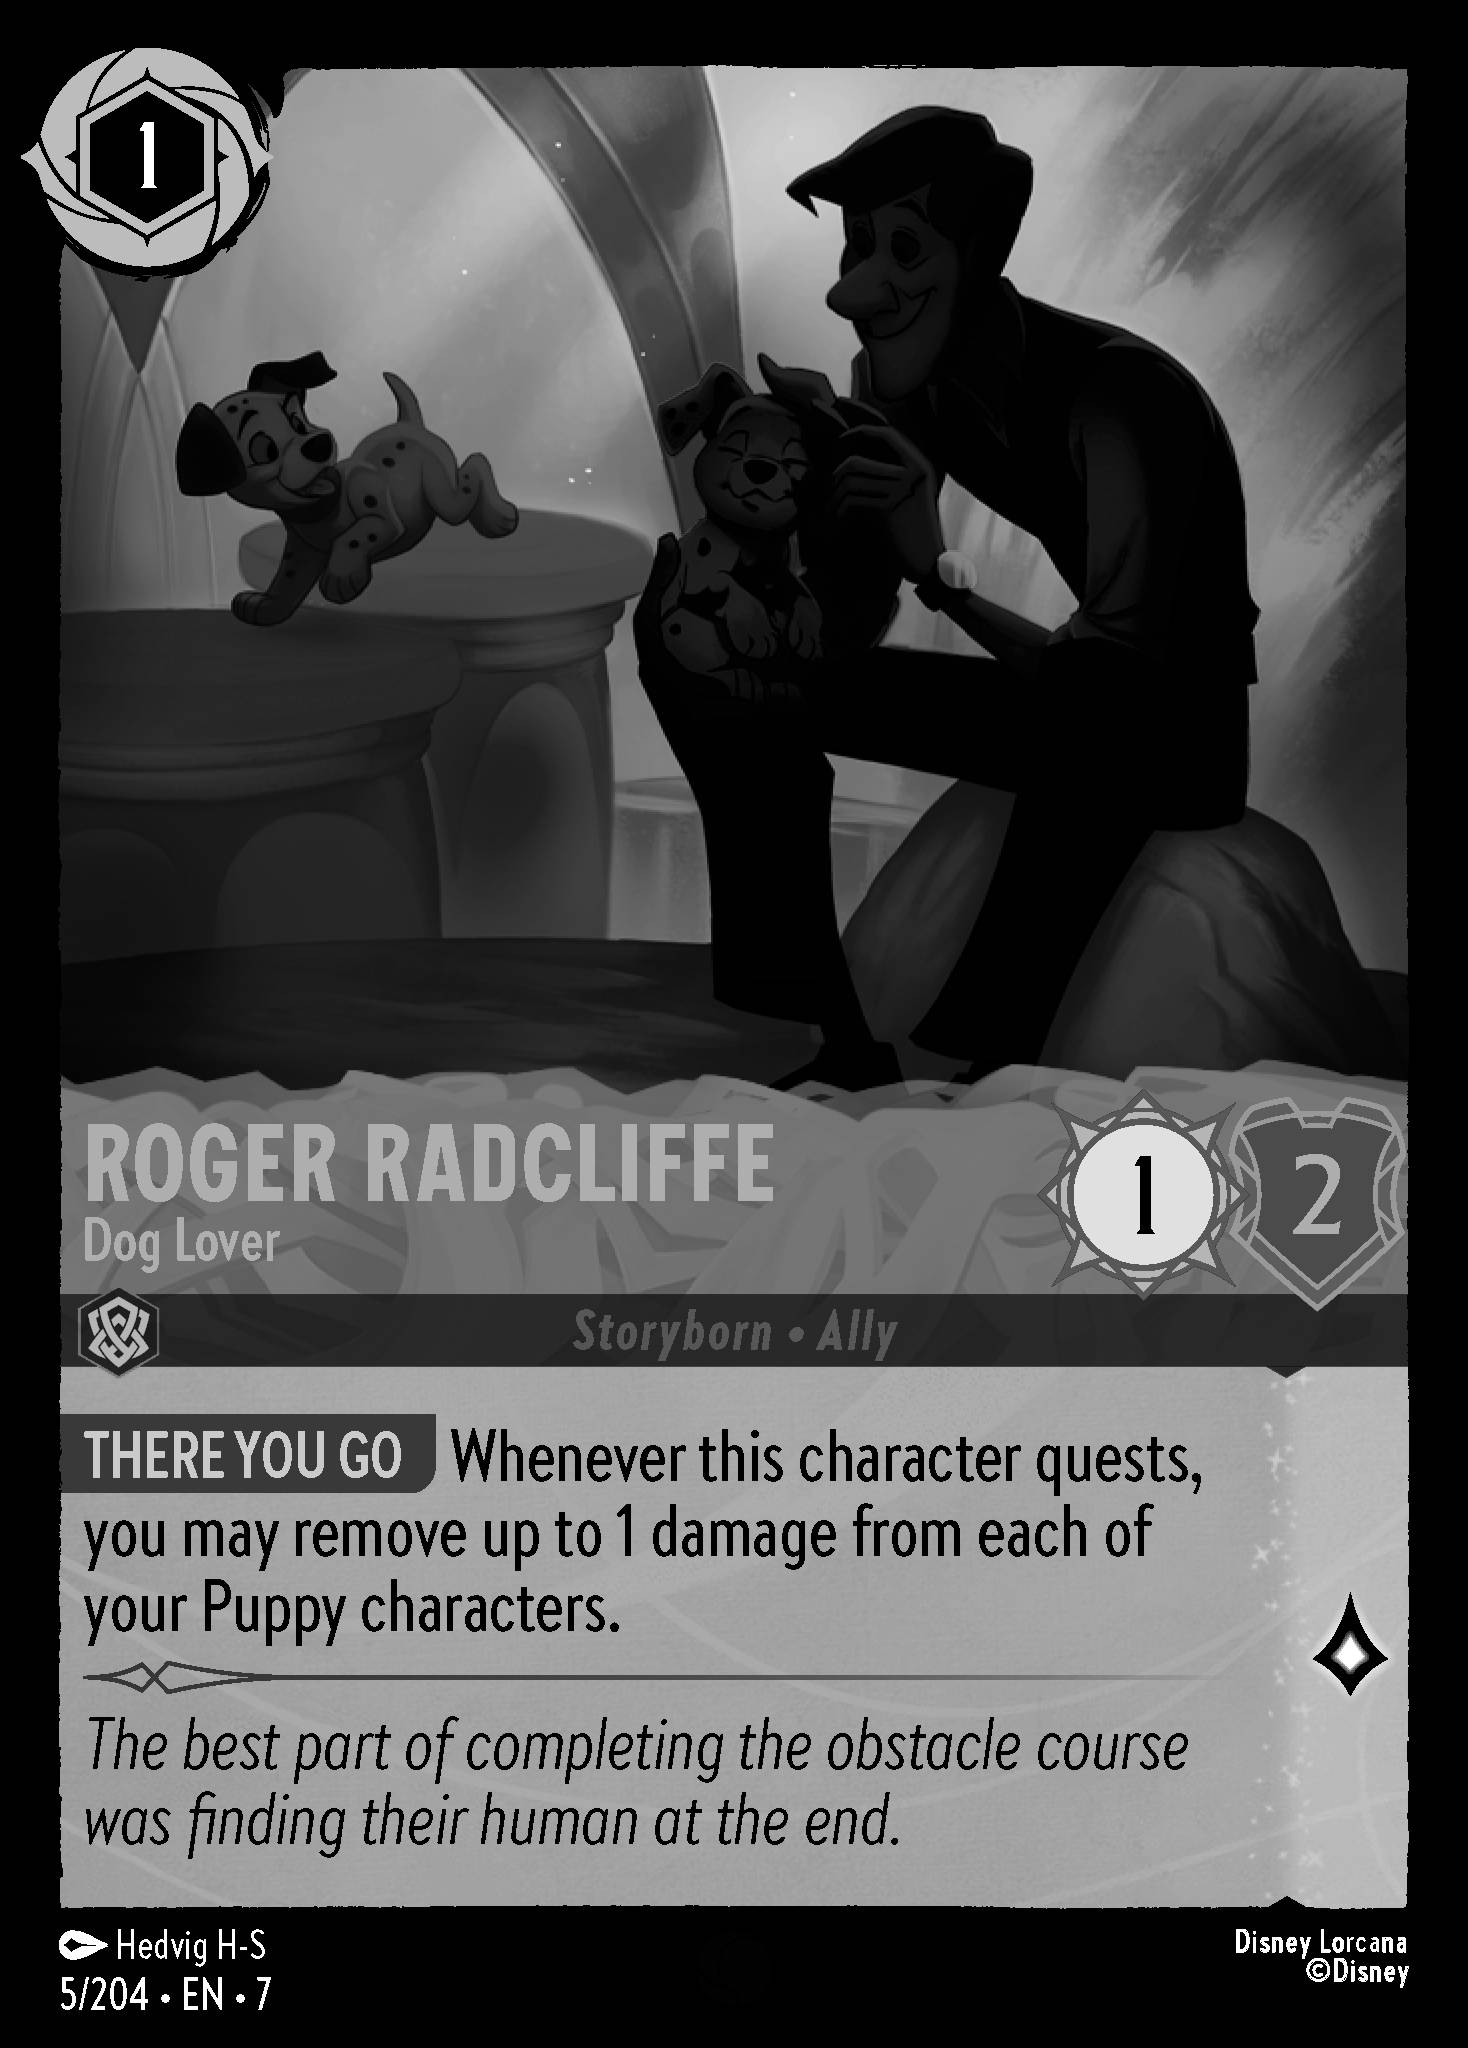 1
ROGER RADCLIFFE
Dog Lover
1
2
Storyborn • Ally
THERE YOU GO Whenever this character quests,
you may remove up to 1 damage from each of
your Puppy characters.
The best part of completing the obstacle course
was finding their human at the end.
Hedvig H-S
5/204 • EN • 7
Disney Lorcana
©Disney